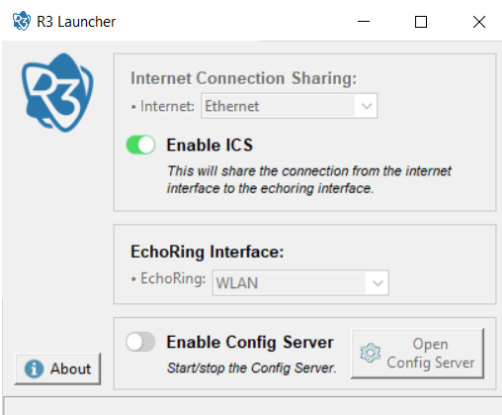 R3 Launcher
R3
Internet Connection Sharing:
• Internet: Ethernet
Enable ICS
This will share the connection from the internet
interface to the echoring interface.
EchoRing Interface:
• EchoRing: WLAN
Enable Config Server
Start/stop the Config Server.
Open
Config Server
About